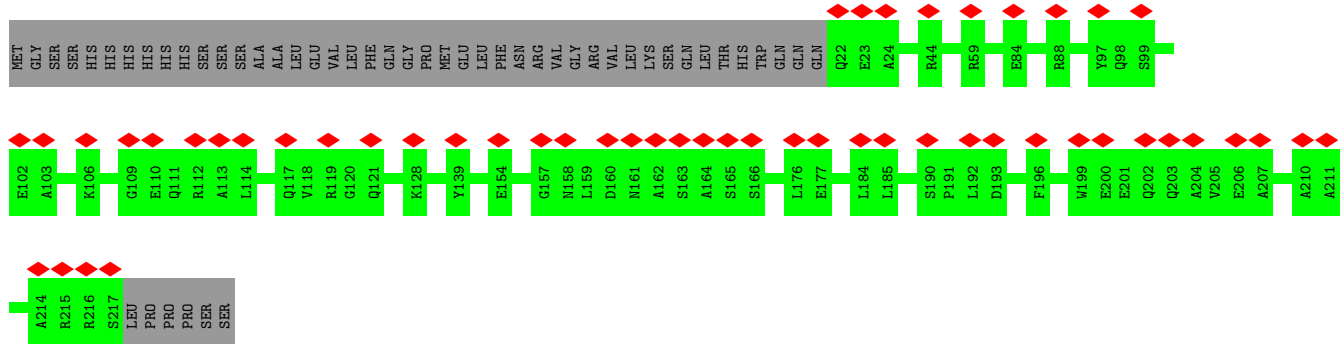 MET GLY SER SER HIS HIS HIS HIS HIS HIS SER SER SER ALA ALA LEU GLU VAL LEU PHE GLN GLY PRO MET GLU LEU PHE ASN ARG VAL GLY ARG VAL LEU LYS SER GLN LEU THR HIS TRP GLN GLN GLN Q22 E23 A24 R44 R59 E84 R88 Y97 Q98 S99
E102 A103 K106 G109 E110 Q111 R112 A113 L114 Q117 V118 R119 G120 Q121 K128 Y139 E154 G157 N158 L159 D160 N161 A162 S163 A164 S165 S166 L176 E177 L184 L185 S190 P191 L192 D193 F196 W199 E200 E201 Q202 Q203 A204 V205 E206 A207 A210 A211
A214 R215 R216 S217 LEU PRO PRO PRO SER SER